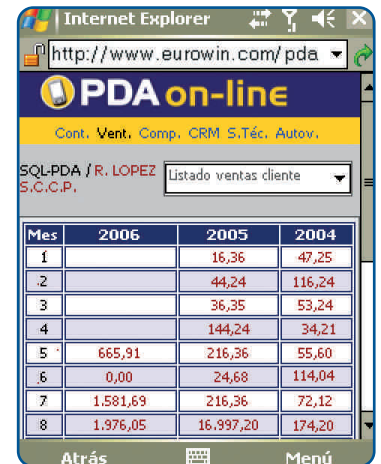 Internet Explorer
http://www.eurowin.com/pda
PDA on-line
Cont. Vent. Comp. CRM S.Téc. Autov.
SQL-PDA / R. LOPEZ S.C.C.P.
Listado ventas cliente
Mes 2006 2005 2004
1 16,36 47,25
2 44,24 116,24
3 36,35 53,24
4 144,24 34,21
5 665,91 216,36 55,60
6 0,00 24,68 114,04
7 1.581,69 216,36 72,12
8 1.976,05 16.997,20 174,20
Atrás Menú